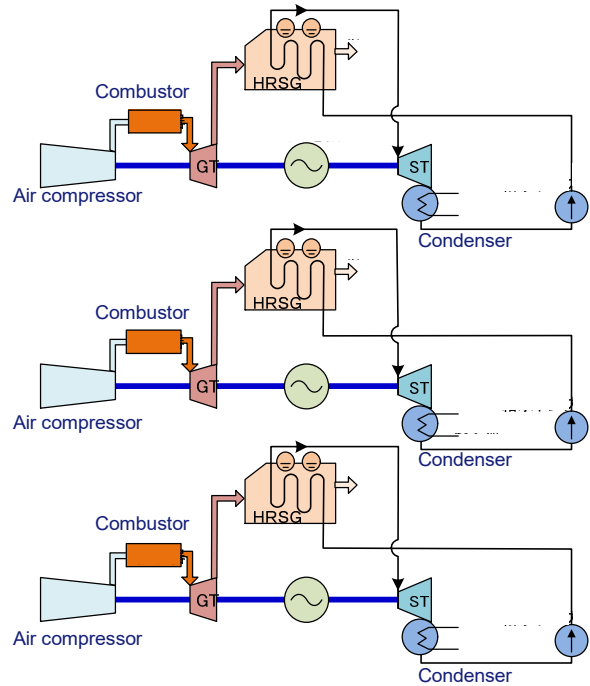 HRSG
Combustor
GT
ST
Air compressor
Condenser
HRSG
Combustor
GT
ST
Air compressor
Condenser
HRSG
Combustor
GT
ST
Air compressor
Condenser